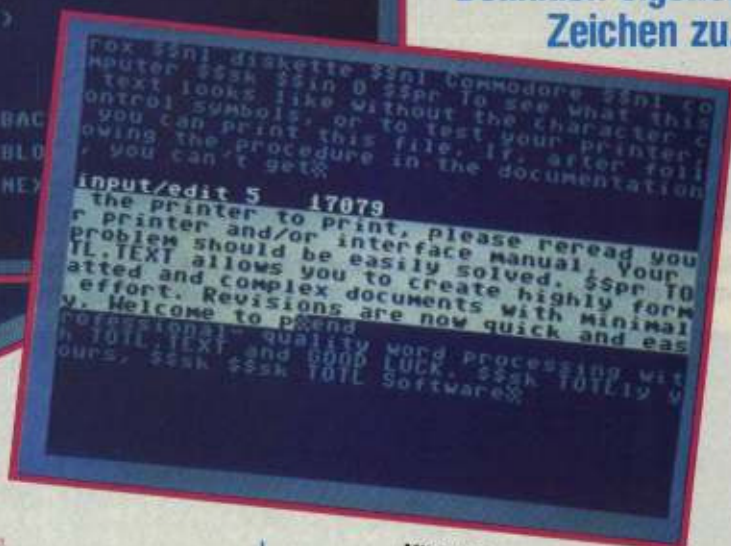 Zeichen zu
BAC
BLO
NEX
rox $$nl diskette $$nl Commodore $$nl co
mputer $$sk $$in 0 $$pr To see what this
text looks like without the character c
ontrol symbols, or to test your printer,
you can print this file. If, after foll
owing the procedure in the documentation
, you can't get
input/edit 5 17079
the printer to print, please reread you
r printer and/or interface manual. Your
problem should be easily solved. $$pr TO
TL.TEXT allows you to create highly form
atted and complex documents with minimal
effort. Revisions are now quick and eas
y. Welcome to p end
rofessional, quality word processing wit
h TOTL.TEXT and GOOD LUCK. $$sk TOTLly y
ours, $$sk $$sk TOTL Software